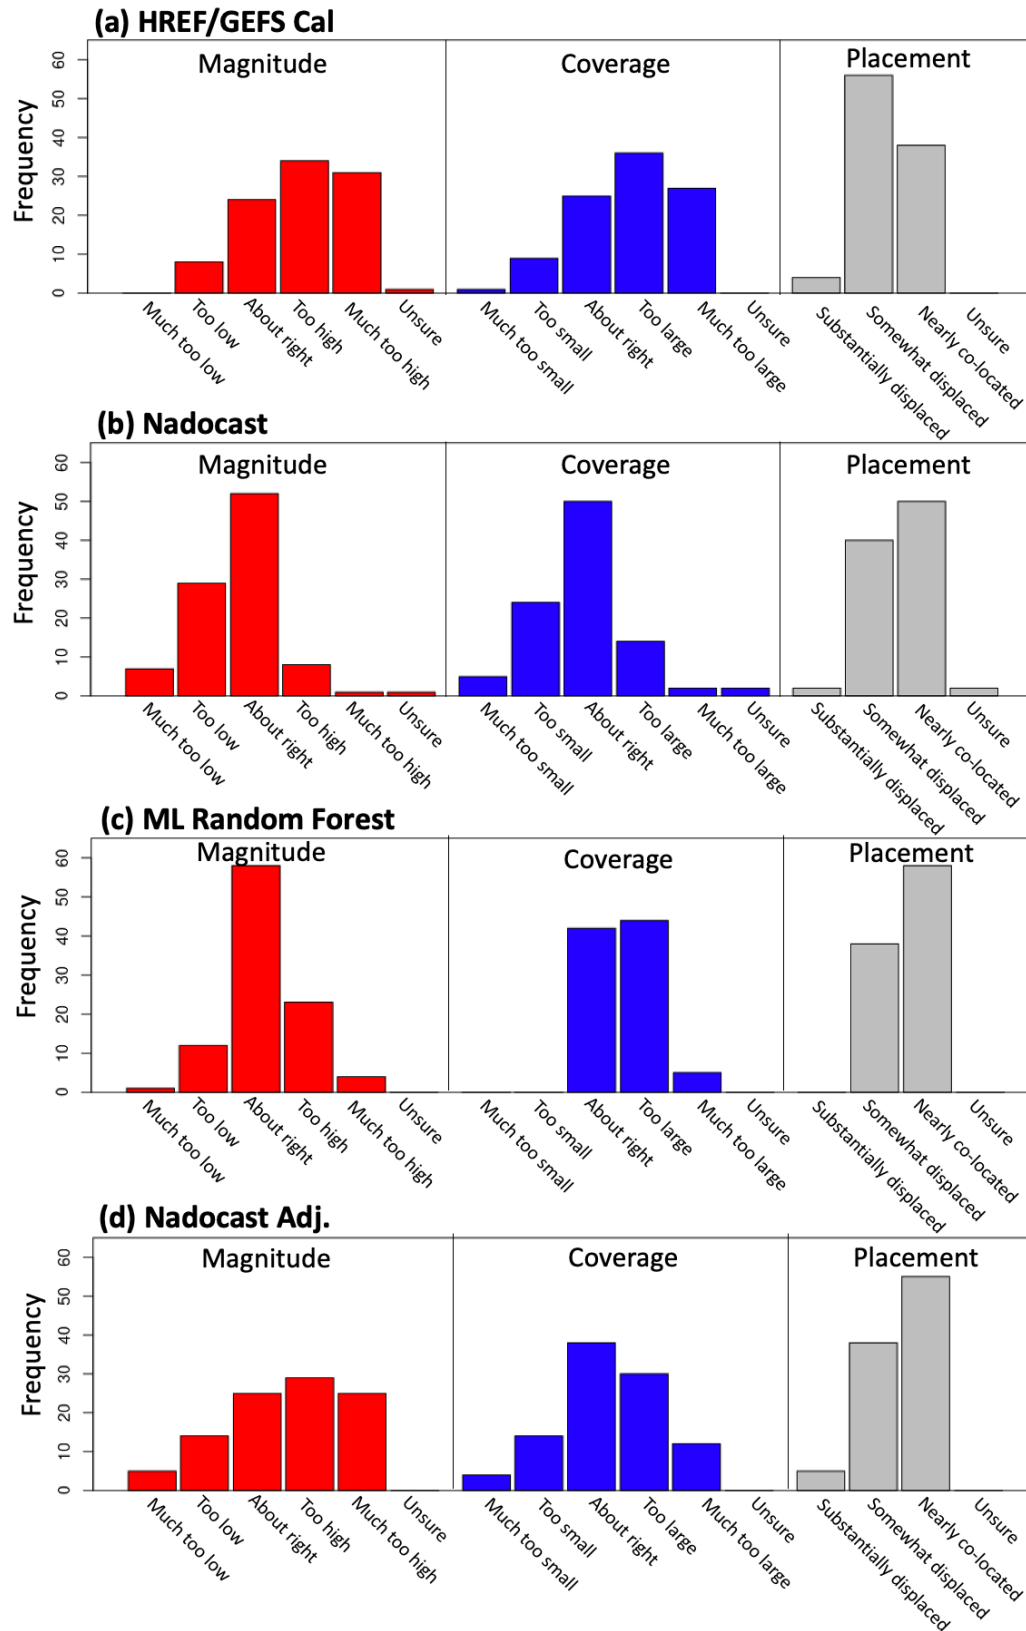 (a) HREF/GEFS Cal
Magnitude
Coverage
Placement
Frequency
0
10
20
30
40
50
60
Much too low
Too low
About right
Too high
Much too high
Unsure
Much too small
Too small
About right
Too large
Much too large
Unsure
Substantially displaced
Somewhat displaced
Nearly co-located
Unsure
(b) Nadocast
Magnitude
Coverage
Placement
Frequency
0
10
20
30
40
50
60
Much too low
Too low
About right
Too high
Much too high
Unsure
Much too small
Too small
About right
Too large
Much too large
Unsure
Substantially displaced
Somewhat displaced
Nearly co-located
Unsure
(c) ML Random Forest
Magnitude
Coverage
Placement
Frequency
0
10
20
30
40
50
60
Much too low
Too low
About right
Too high
Much too high
Unsure
Much too small
Too small
About right
Too large
Much too large
Unsure
Substantially displaced
Somewhat displaced
Nearly co-located
Unsure
(d) Nadocast Adj.
Magnitude
Coverage
Placement
Frequency
0
10
20
30
40
50
60
Much too low
Too low
About right
Too high
Much too high
Unsure
Much too small
Too small
About right
Too large
Much too large
Unsure
Substantially displaced
Somewhat displaced
Nearly co-located
Unsure